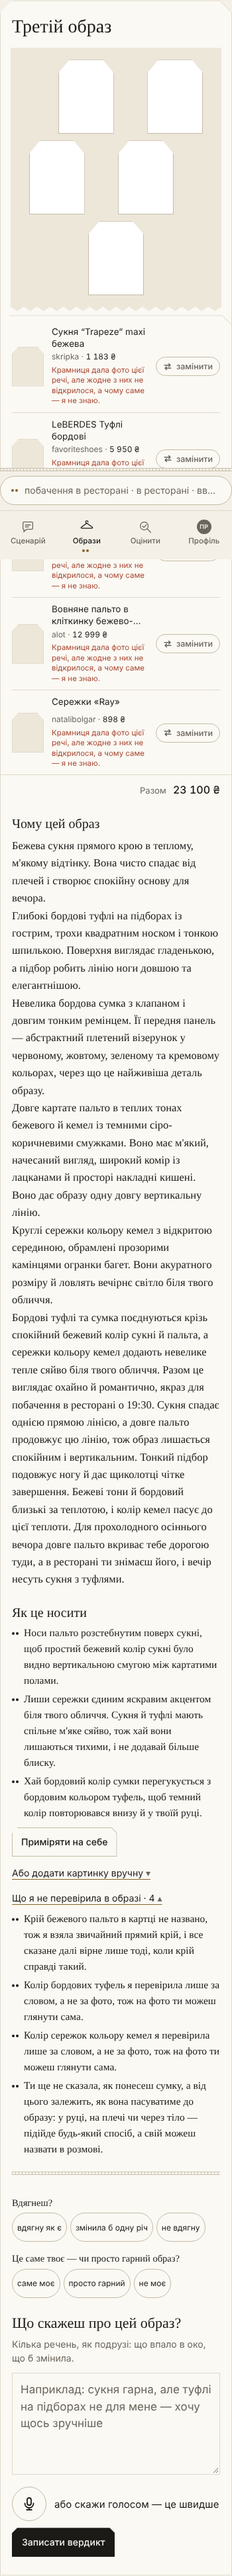 Третій образ
Сукня “Trapeze” maxi
бежева
skripka · 1 183 ₴
Крамниця дала фото цієї
речі, але жодне з них не
відкрилося, а чому саме
— я не знаю.
замінити
LeBERDES Туфлі
бордові
favoriteshoes · 5 950 ₴
Крамниця дала фото цієї
замінити
побачення в ресторані · в ресторані · вв...
Сценарій
Образи
Оцінити
ПР
Профіль
речі, але жодне з них не
відкрилося, а чому саме
— я не знаю.
Вовняне пальто в
клітинку бежево-...
alot · 12 999 ₴
Крамниця дала фото цієї
речі, але жодне з них не
відкрилося, а чому саме
— я не знаю.
замінити
Сережки «Ray»
natalibolgar · 898 ₴
Крамниця дала фото цієї
речі, але жодне з них не
відкрилося, а чому саме
— я не знаю.
замінити
Разом 23 100 ₴
Чому цей образ
Бежева сукня прямого крою в теплому,
м'якому відтінку. Вона чисто спадає від
плечей і створює спокійну основу для
вечора.
Глибокі бордові туфлі на підборах із
гострим, трохи квадратним носком і тонкою
шпилькою. Поверхня виглядає гладенькою,
а підбор робить лінію ноги довшою та
елегантнішою.
Невелика бордова сумка з клапаном і
довгим тонким ремінцем. Її передня панель
— абстрактний плетений візерунок у
червоному, жовтому, зеленому та кремовому
кольорах, через що це найживіша деталь
образу.
Довге картате пальто в теплих тонах
бежевого й кемел із темними сіро-
коричневими смужками. Воно має м'який,
начесаний вигляд, широкий комір із
лацканами й просторі накладні кишені.
Воно дає образу одну довгу вертикальну
лінію.
Круглі сережки кольору кемел з відкритою
серединою, обрамлені прозорими
камінцями огранки багет. Вони акуратного
розміру й ловлять вечірнє світло біля твого
обличчя.
Бордові туфлі та сумка поєднуються крізь
спокійний бежевий колір сукні й пальта, а
сережки кольору кемел додають невелике
тепле сяйво біля твого обличчя. Разом це
виглядає охайно й романтично, якраз для
побачення в ресторані о 19:30. Сукня спадає
однією прямою лінією, а довге пальто
продовжує цю лінію, тож образ лишається
спокійним і вертикальним. Тонкий підбор
подовжує ногу й дає щиколотці чітке
завершення. Бежеві тони й бордовий
близькі за теплотою, і колір кемел пасує до
цієї теплоти. Для прохолодного осіннього
вечора довге пальто вкриває тебе дорогою
туди, а в ресторані ти знімаєш його, і вечір
несуть сукня з туфлями.
Як це носити
Носи пальто розстебнутим поверх сукні,
щоб простий бежевий колір сукні було
видно вертикальною смугою між картатими
полами.
Лиши сережки єдиним яскравим акцентом
біля твого обличчя. Сукня й туфлі мають
спільне м'яке сяйво, тож хай вони
лишаються тихими, і не додавай більше
блиску.
Хай бордовий колір сумки перегукується з
бордовим кольором туфель, щоб темний
колір повторювався внизу й у твоїй руці.
Приміряти на себе
Або додати картинку вручну ▾
Що я не перевірила в образі · 4 ▴
Крій бежевого пальто в картці не названо,
тож я взяла звичайний прямий крій, і все
сказане далі вірне лише тоді, коли крій
справді такий.
Колір бордових туфель я перевірила лише за
словом, а не за фото, тож на фото ти можеш
глянути сама.
Колір сережок кольору кемел я перевірила
лише за словом, а не за фото, тож на фото ти
можеш глянути сама.
Ти ще не сказала, як понесеш сумку, а від
цього залежить, як вона пасуватиме до
образу: у руці, на плечі чи через тіло —
підійде будь-який спосіб, а свій можеш
назвати в розмові.
Вдягнеш?
вдягну як є
змінила б одну річ
не вдягну
Це саме твоє — чи просто гарний образ?
саме моє
просто гарний
не моє
Що скажеш про цей образ?
Кілька речень, як подрузі: що впало в око,
що б змінила.
Наприклад: сукня гарна, але туфлі
на підборах не для мене — хочу
щось зручніше
або скажи голосом — це швидше
Записати вердикт